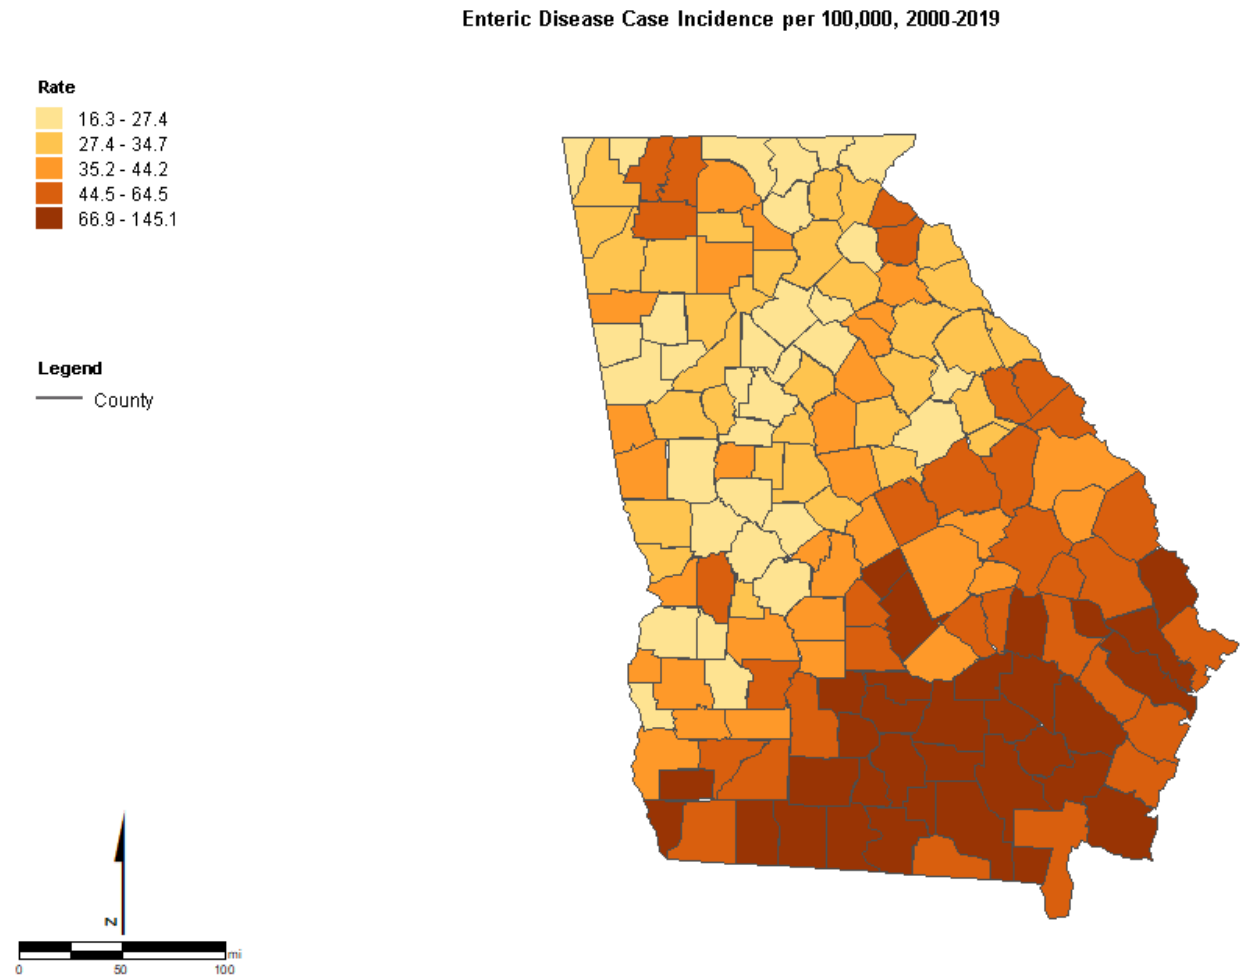 Enteric Disease Case Incidence per 100,000, 2000-2019
Rate
16.3 - 27.4
27.4 - 34.7
35.2 - 44.2
44.5 - 64.5
66.9 - 145.1
Legend
County
N
mi
0 50 100